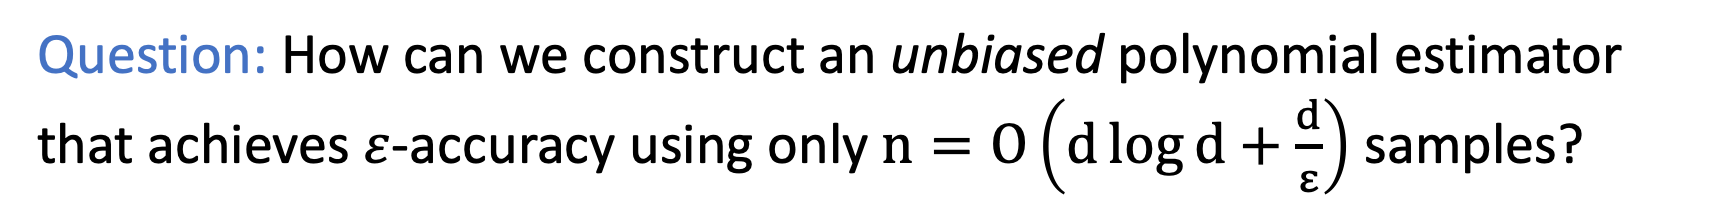 Question: How can we construct an unbiased polynomial estimator
that achieves ε-accuracy using only n = O(d log d + d/ε) samples?